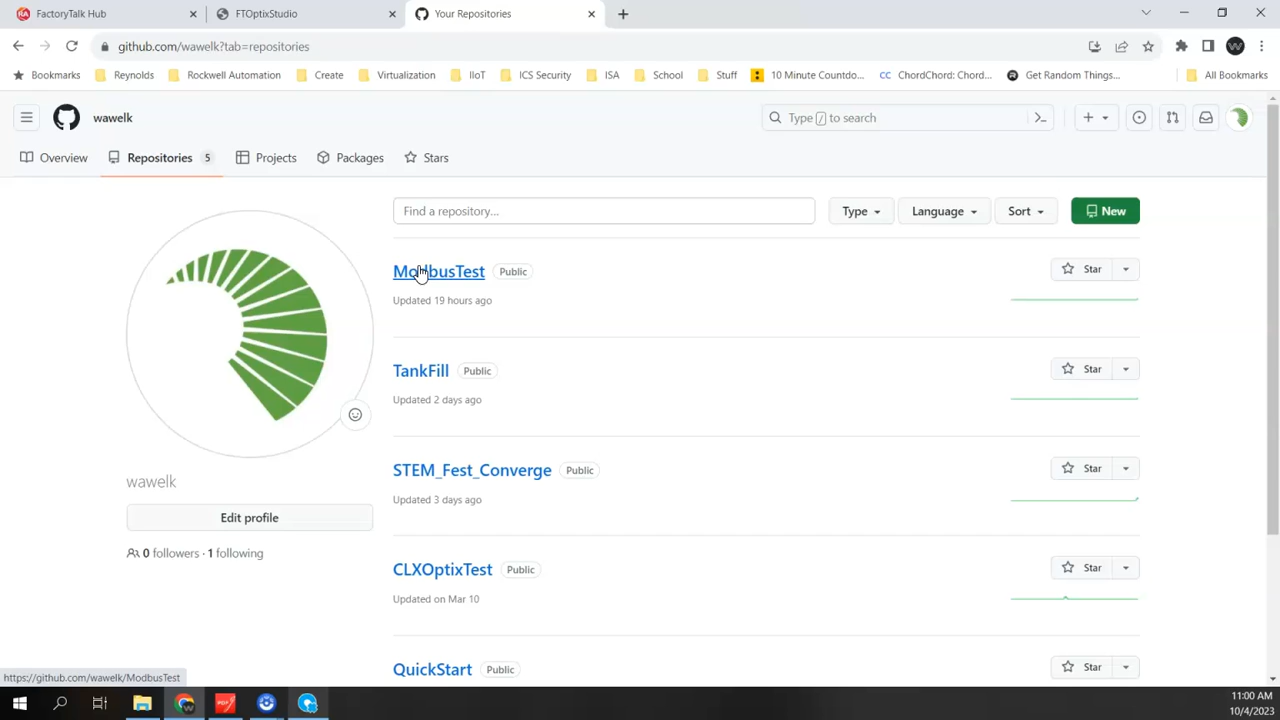 FactoryTalk Hub
FTOptixStudio
Your Repositories
github.com/wawelk?tab=repositories
Bookmarks
Reynolds
Rockwell Automation
Create
Virtualization
IIoT
ICS Security
ISA
School
Stuff
10 Minute Countdo...
CC ChordChord: Chord...
Get Random Things...
All Bookmarks
wawelk
Type / to search
Overview
Repositories 5
Projects
Packages
Stars
Find a repository...
Type
Language
Sort
New
ModbusTest Public
Star
Updated 19 hours ago
TankFill Public
Star
Updated 2 days ago
STEM_Fest_Converge Public
Star
Updated 3 days ago
CLXOptixTest Public
Star
Updated on Mar 10
QuickStart Public
Star
wawelk
Edit profile
0 followers · 1 following
https://github.com/wawelk/ModbusTest
11:00 AM
10/4/2023